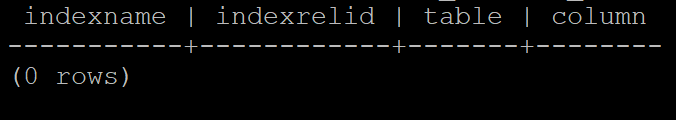 indexname | indexrelid | table | column
-----------+------------+-------+--------
(0 rows)